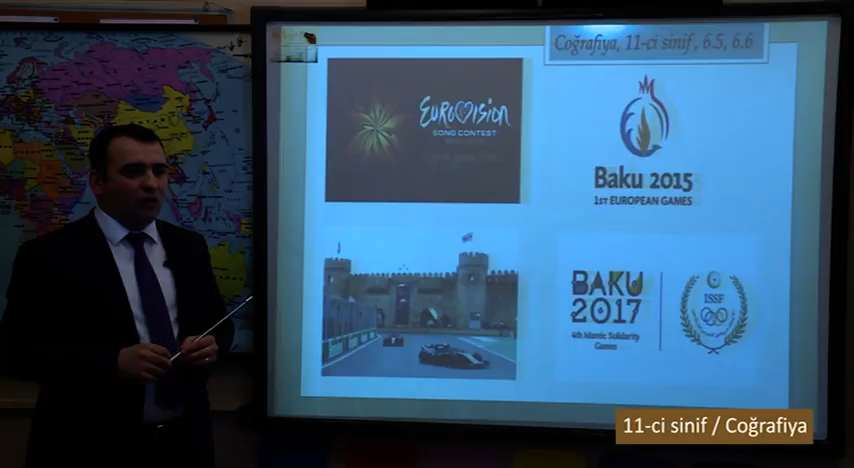 Coğrafiya, 11-ci sinif, 6.5, 6.6
EUROVISION
SONG CONTEST
Baku 2015
1ST EUROPEAN GAMES
BAKU
2017
4th Islamic Solidarity
Games
ISSF
11-ci sinif / Coğrafiya